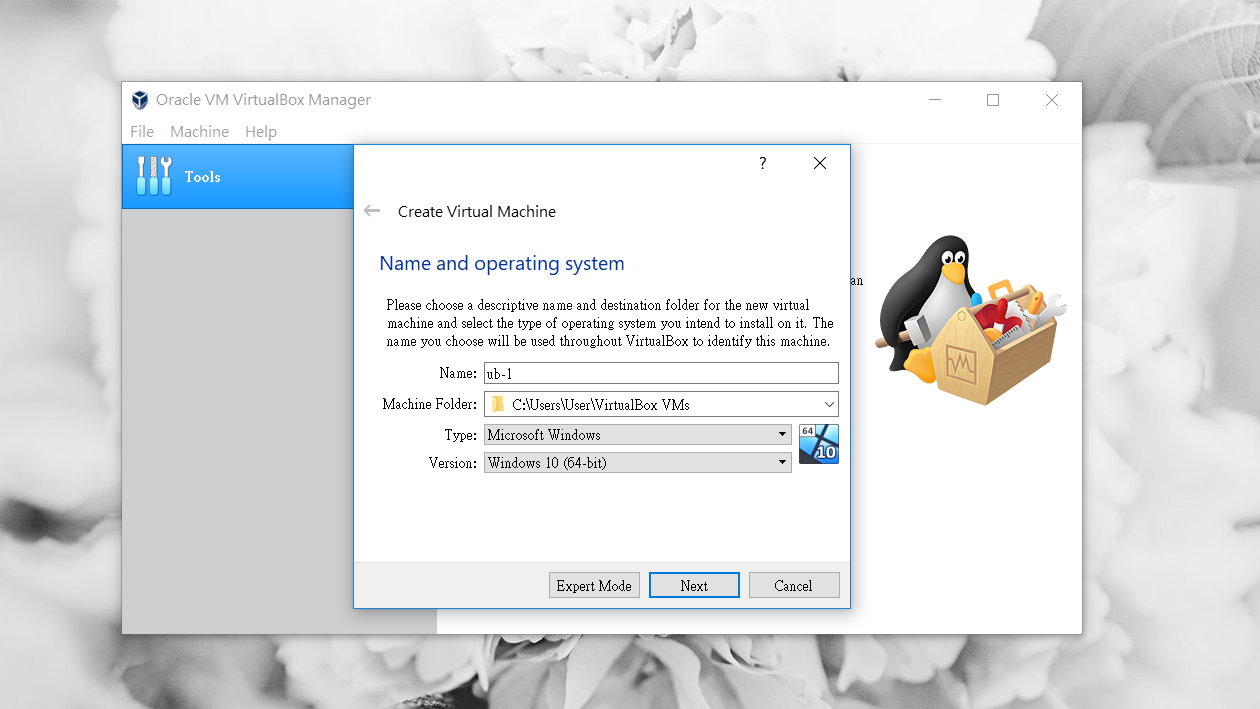 Oracle VM VirtualBox Manager
File Machine Help
Tools
?
Create Virtual Machine
Name and operating system
an
Please choose a descriptive name and destination folder for the new virtual
machine and select the type of operating system you intend to install on it. The
name you choose will be used throughout VirtualBox to identify this machine.
Name: ub-1
Machine Folder: C:\Users\User\VirtualBox VMs
Type: Microsoft Windows
64
10
Version: Windows 10 (64-bit)
Expert Mode Next Cancel